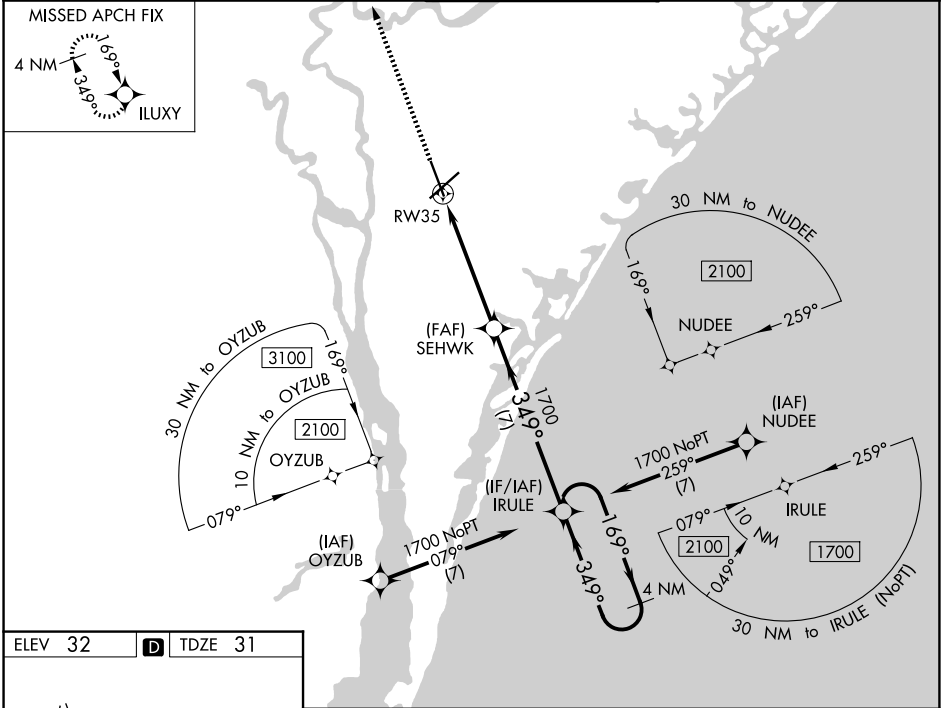 MISSED APCH FIX
4 NM
169°
349°
ILUXY
RW35
30 NM to NUDEE
2100
169°
259°
NUDEE
(FAF)
SEHWK
30 NM to OYZUB
3100
169°
10 NM to OYZUB
2100
OYZUB
079°
1700
349°
(7)
(IAF)
NUDEE
1700 NoPT
259°
(7)
(IF/IAF)
IRULE
(IAF)
OYZUB
1700 NoPT
079°
(7)
169°
349°
4 NM
259°
IRULE
079°
10 NM
2100
1700
049°
30 NM to IRULE (NoPT)
ELEV 32 D TDZE 31